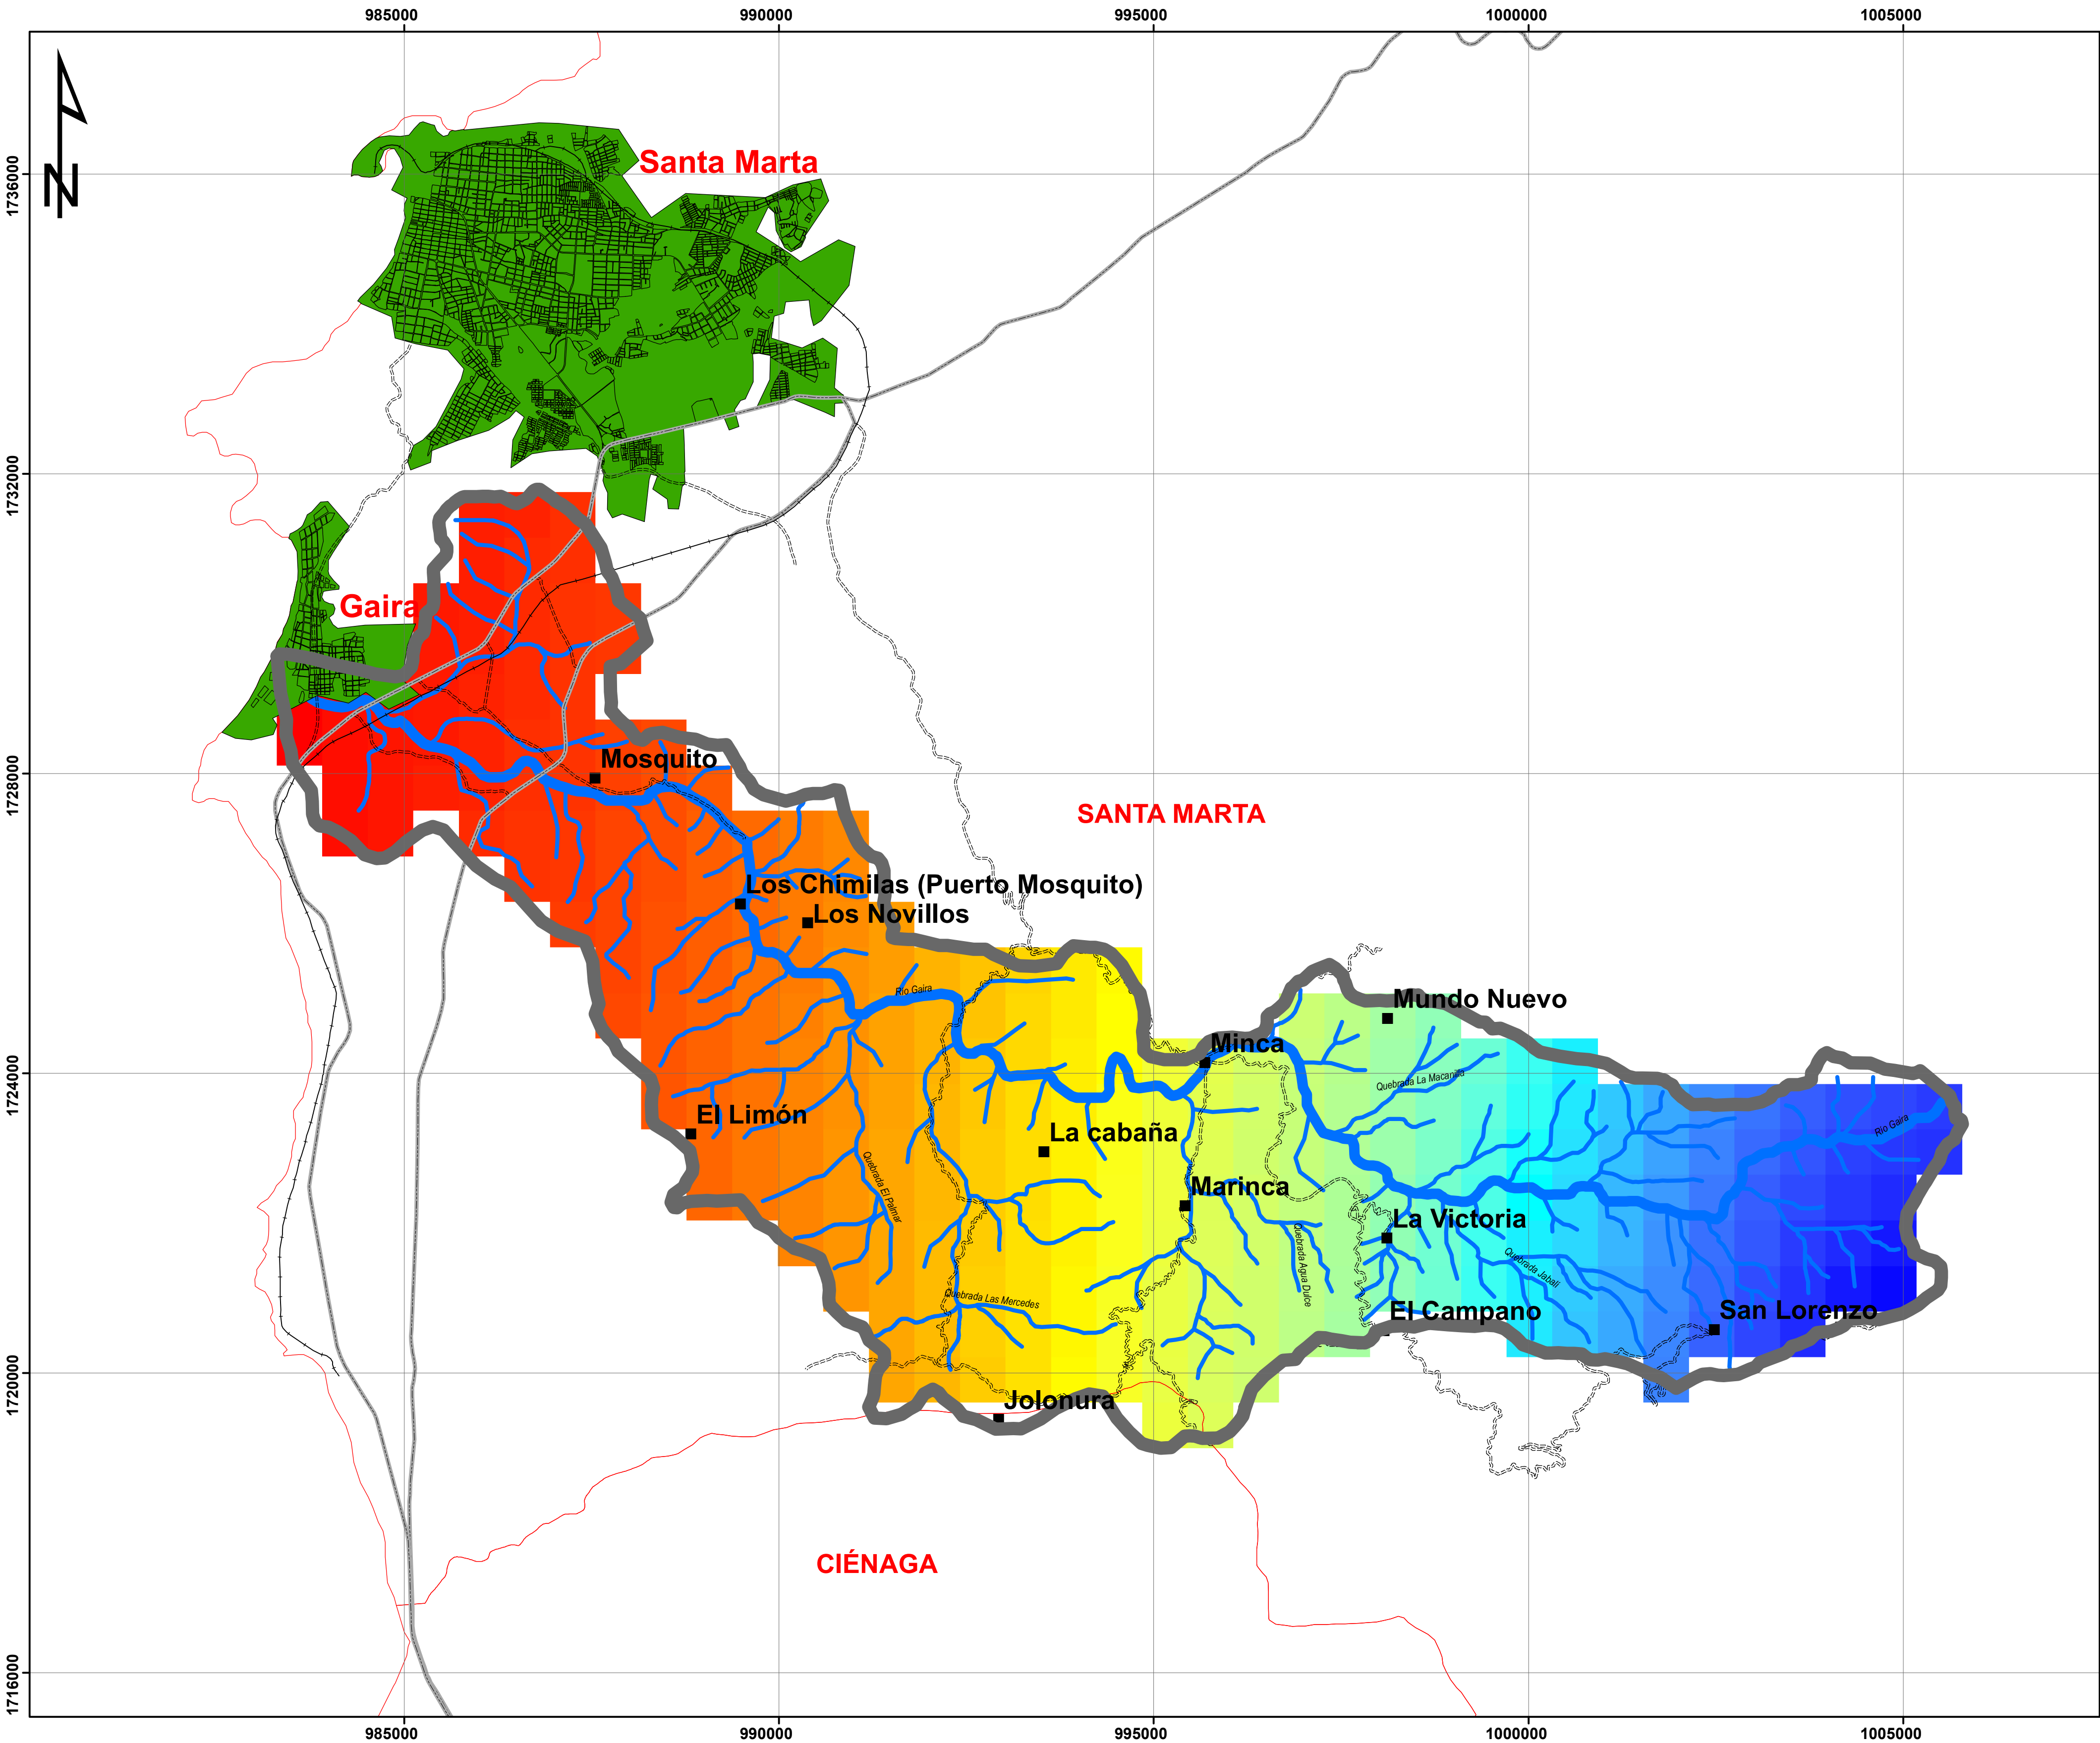 985000 990000 995000 1000000 1005000
N
1736000
Santa Marta
1732000
Gaira
1728000
Mosquito
SANTA MARTA
Los Chimilas (Puerto Mosquito)
Los Novillos
Rio Gaira
Mundo Nuevo
Minca
1724000
Quebrada La Macanilla
El Limón
Rio Gaira
La cabaña
Quebrada El Palmar
Marinca
La Victoria
Quebrada Agua Dulce
Quebrada Jabalí
Quebrada Las Mercedes
El Campano
San Lorenzo
1720000
Jolonura
CIÉNAGA
1716000
985000 990000 995000 1000000 1005000